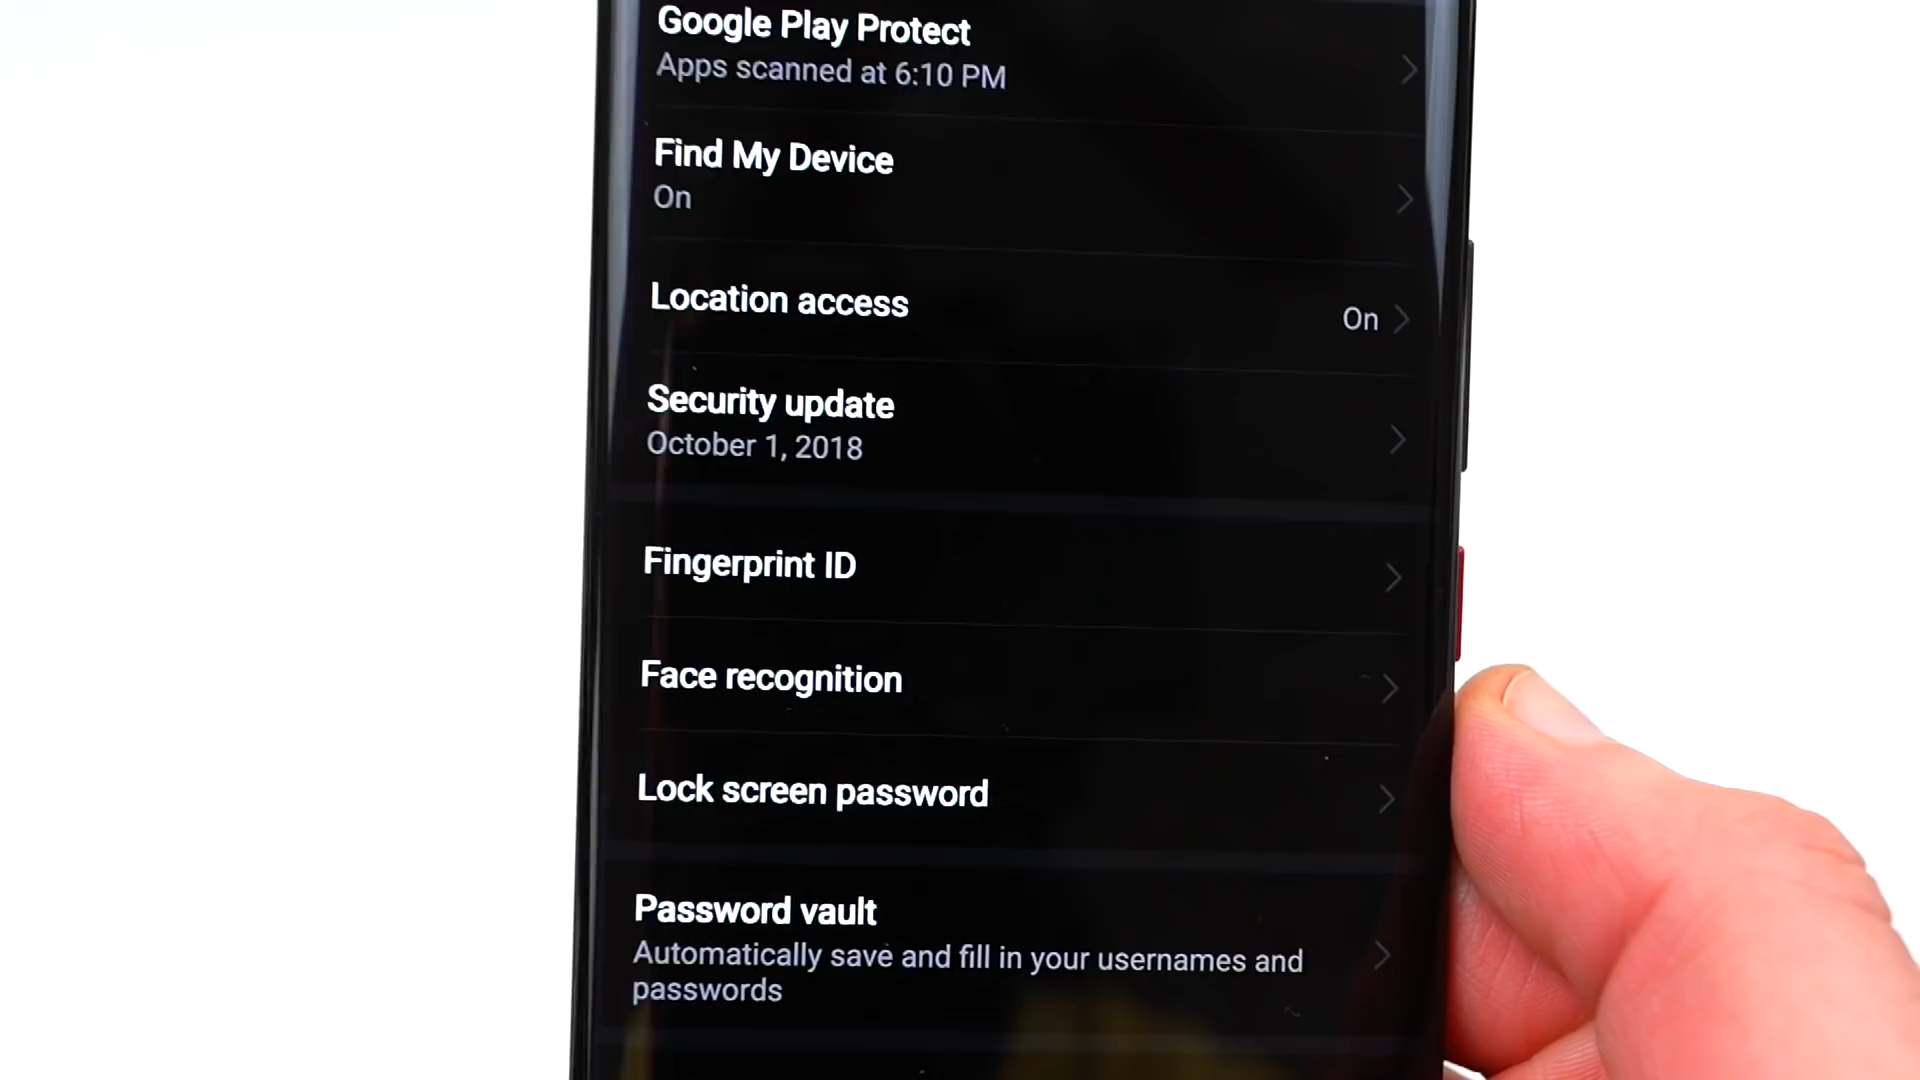 Google Play Protect
Apps scanned at 6:10 PM
Find My Device
On
Location access
On
Security update
October 1, 2018
Fingerprint ID
Face recognition
Lock screen password
Password vault
Automatically save and fill in your usernames and
passwords